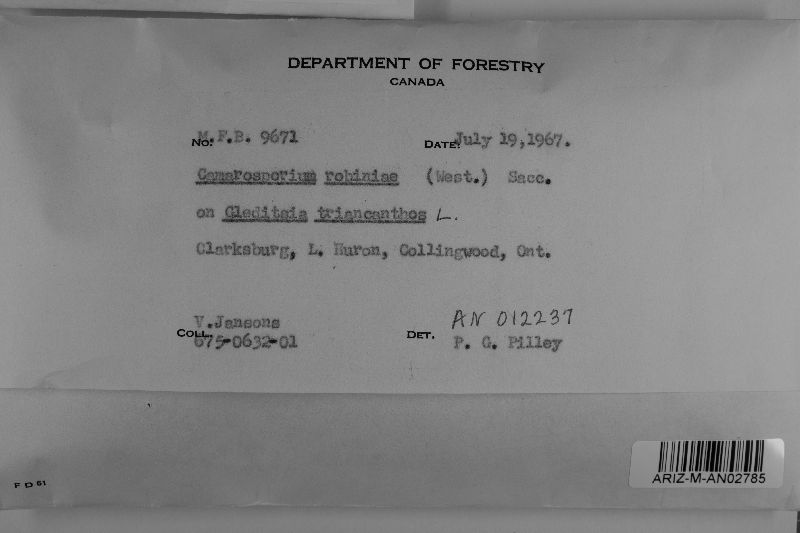 DEPARTMENT OF FORESTRY
CANADA
No. M.F.B. 9671 DATE July 19, 1967.
Camarosporium robiniae (West.) Sacc.
on Gleditsia triancanthos L.
Clarksburg, L. Huron, Collingwood, Ont.
V. Jansons AN 012237
COLL. 675-0632-01 DET. P. G. Pilley
F D 61
ARIZ-M-AN02785